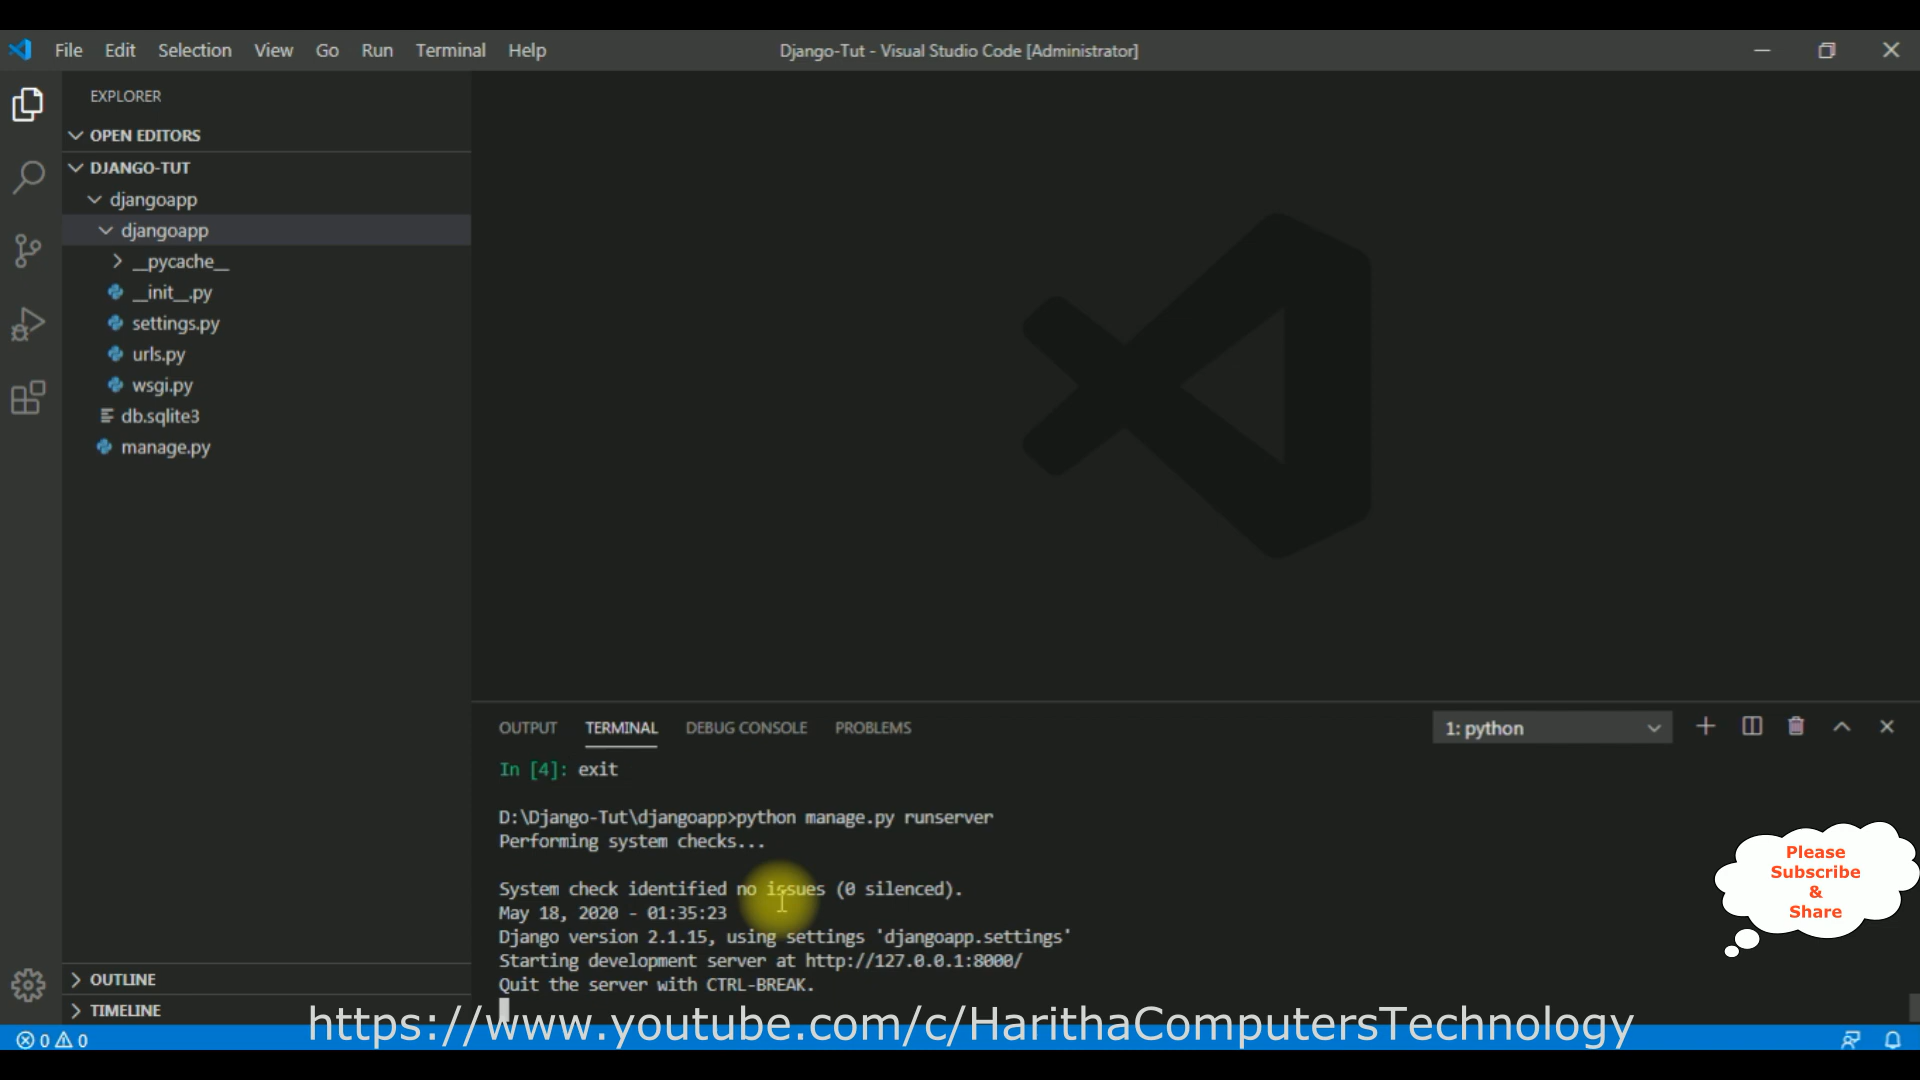 File Edit Selection View Go Run Terminal Help
Django-Tut - Visual Studio Code [Administrator]
EXPLORER
OPEN EDITORS
DJANGO-TUT
djangoapp
djangoapp
__pycache__
__init__.py
settings.py
urls.py
wsgi.py
db.sqlite3
manage.py
OUTLINE
TIMELINE
OUTPUT TERMINAL DEBUG CONSOLE PROBLEMS
1: python
In [4]: exit
D:\Django-Tut\djangoapp>python manage.py runserver
Performing system checks...
System check identified no issues (0 silenced).
May 18, 2020 - 01:35:23
Django version 2.1.15, using settings 'djangoapp.settings'
Starting development server at http://127.0.0.1:8000/
Quit the server with CTRL-BREAK.
Please
Subscribe
&
Share
https://www.youtube.com/c/HarithaComputersTechnology
0 0